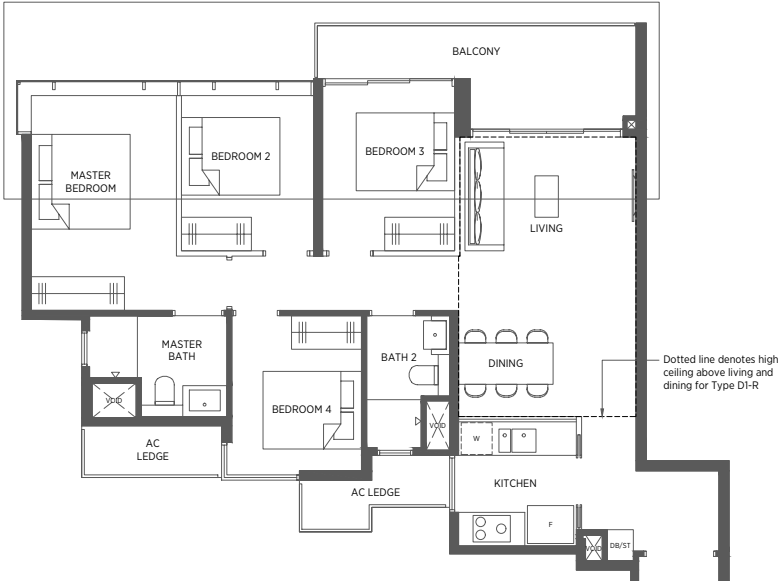 BALCONY
BEDROOM 2
BEDROOM 3
MASTER
BEDROOM
LIVING
MASTER
BATH
BATH 2
DINING
Dotted line denotes high
ceiling above living and
dining for Type D1-R
VOID
BEDROOM 4
VOID
W
AC
LEDGE
AC LEDGE
KITCHEN
F
VOID
DB/ST